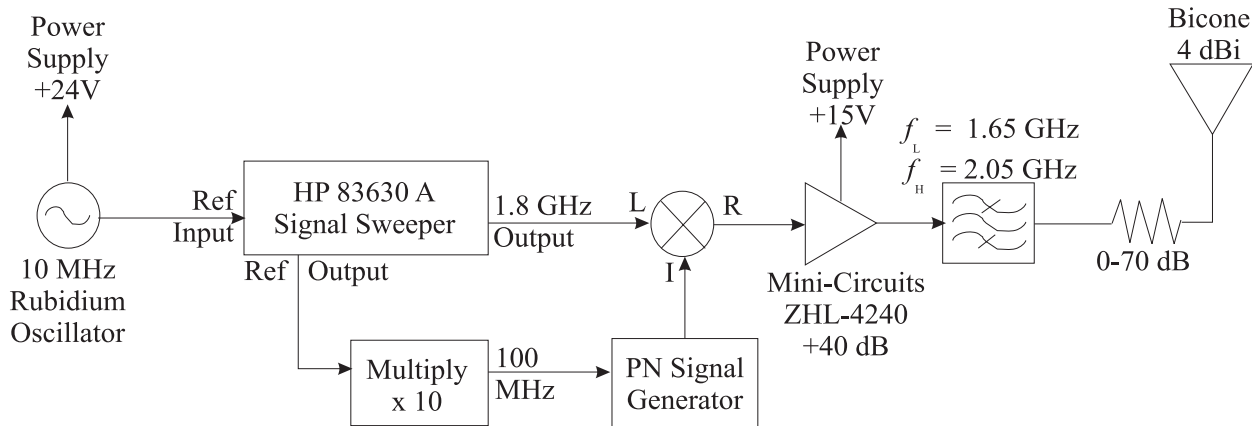 Power
Supply
+24V
10 MHz
Rubidium
Oscillator
Ref
Input
HP 83630 A
Signal Sweeper
Ref Output
1.8 GHz
Output
Multiply
x 10
100
MHz
PN Signal
Generator
L
R
I
Power
Supply
+15V
Mini-Circuits
ZHL-4240
+40 dB
f_L = 1.65 GHz
f_H = 2.05 GHz
0-70 dB
Bicone
4 dBi